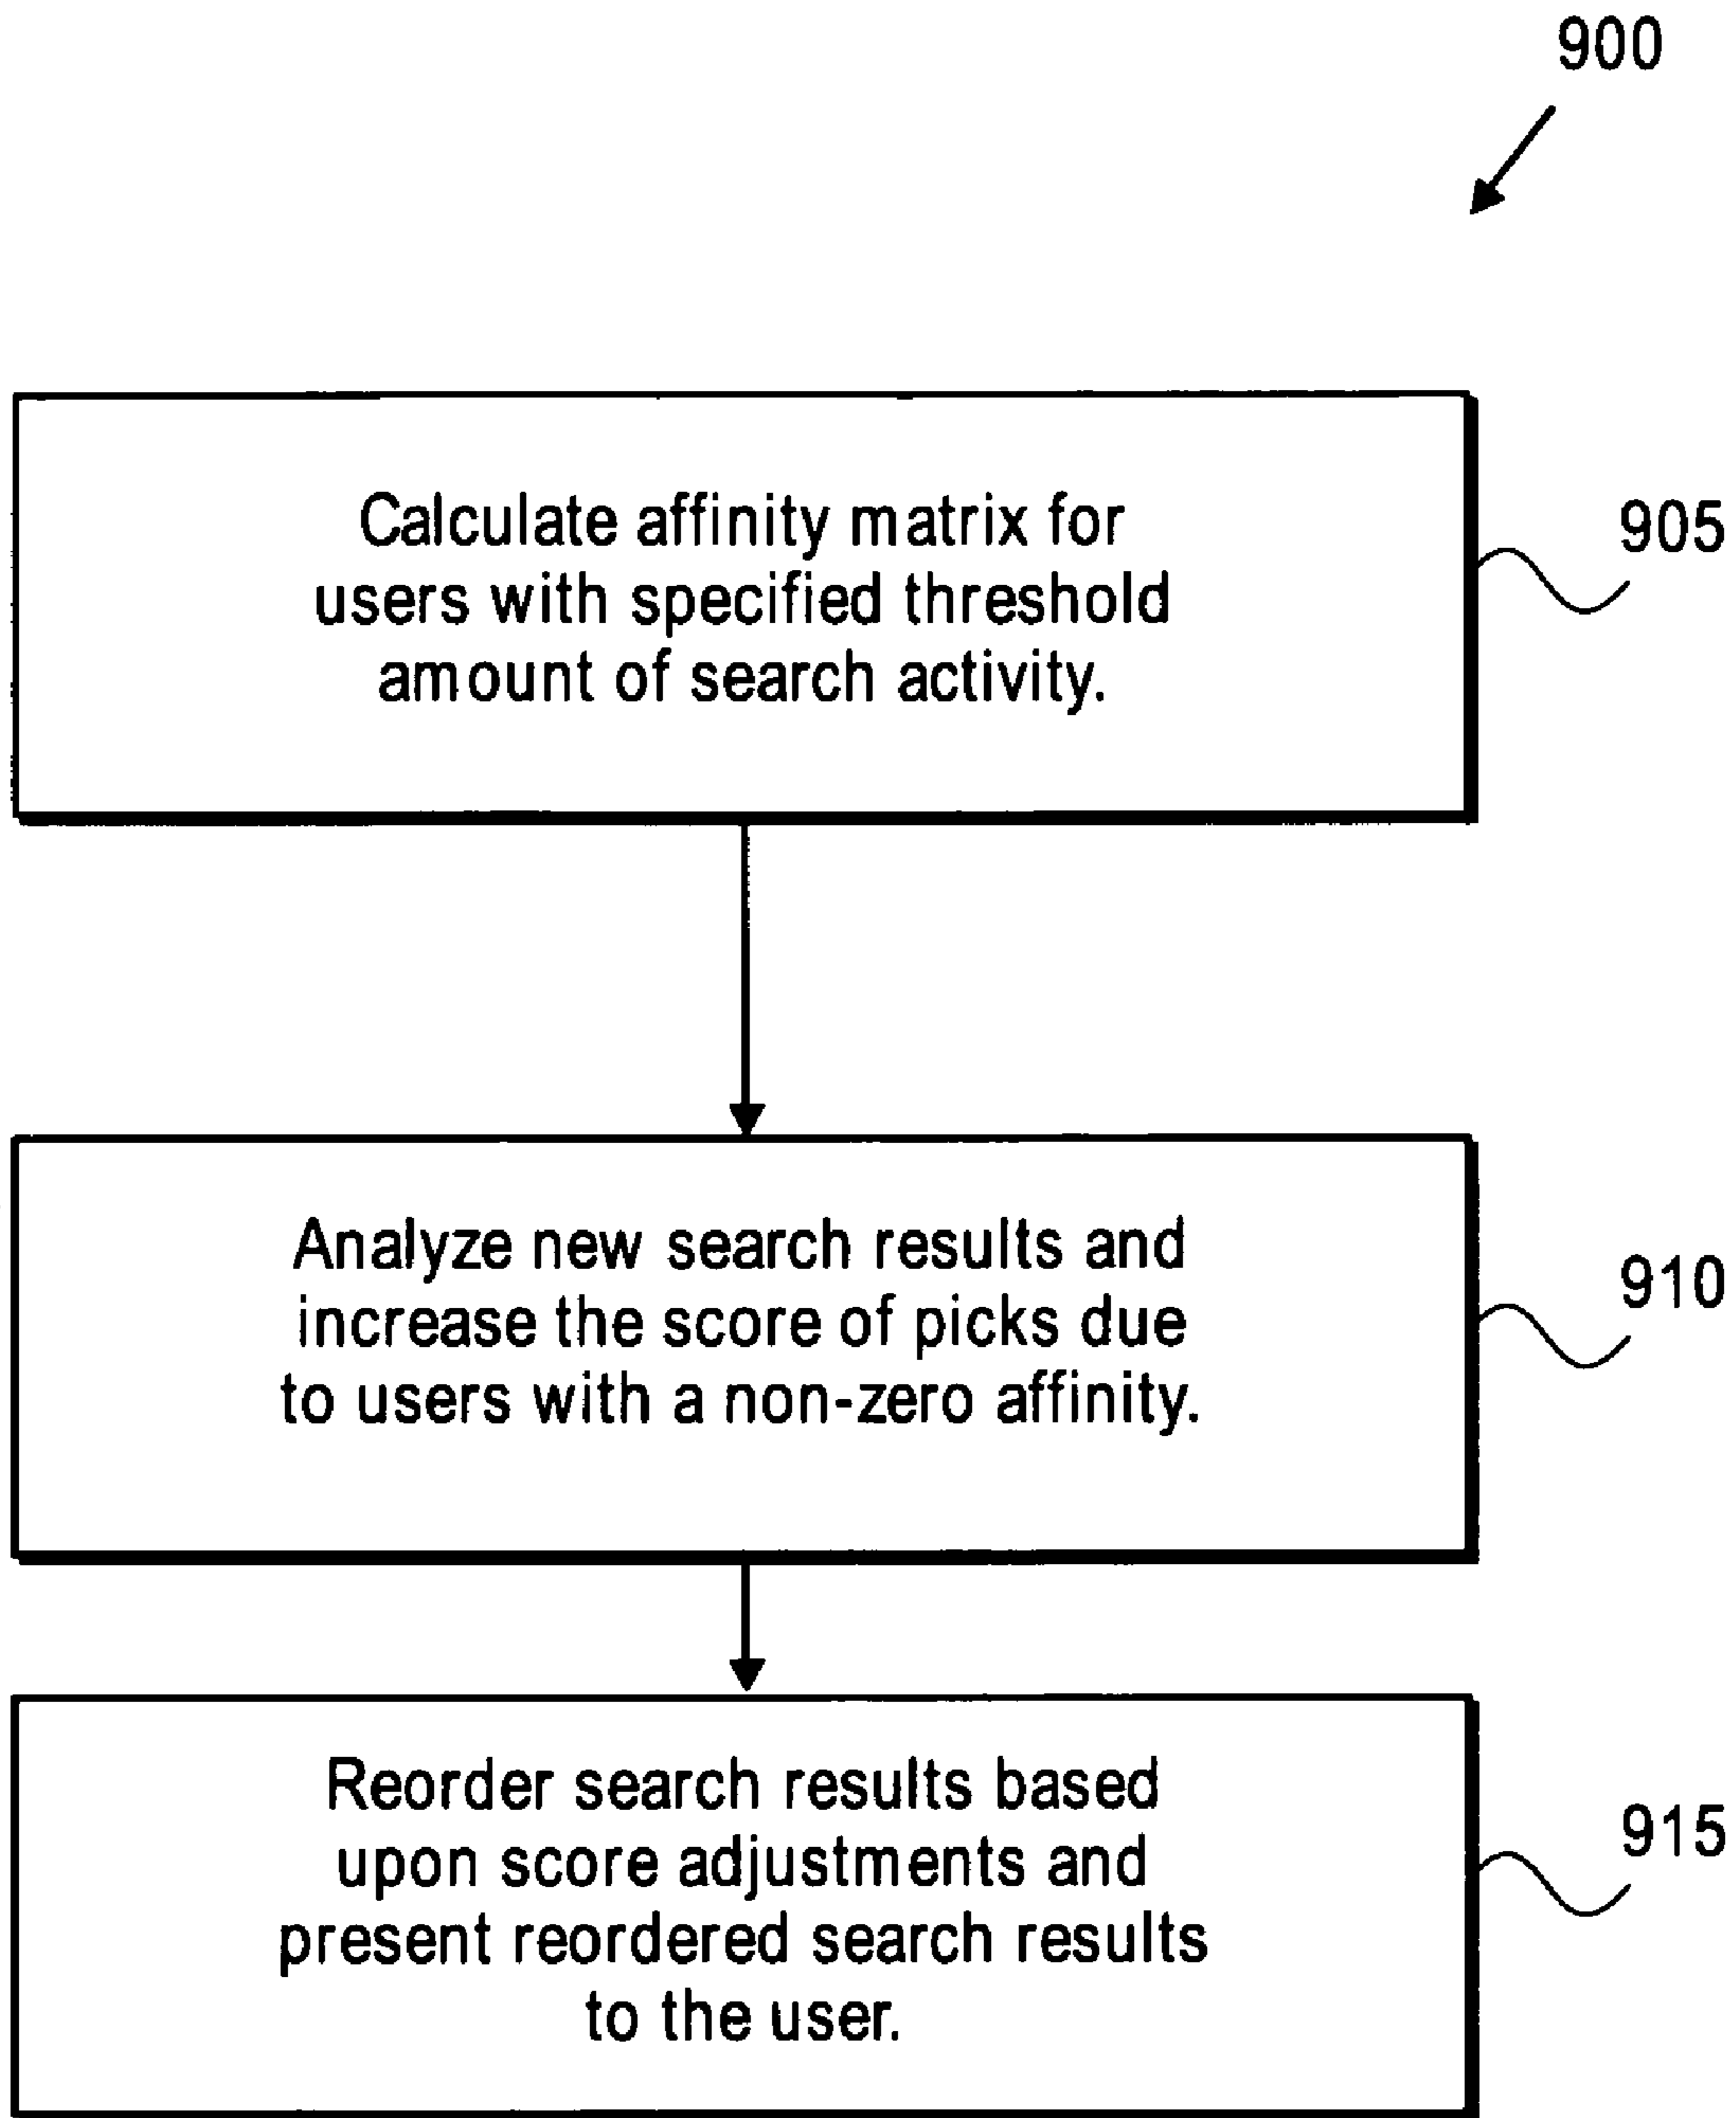 900
Calculate affinity matrix for
users with specified threshold
amount of search activity.
905
Analyze new search results and
increase the score of picks due
to users with a non-zero affinity.
910
Reorder search results based
upon score adjustments and
present reordered search results
to the user.
915